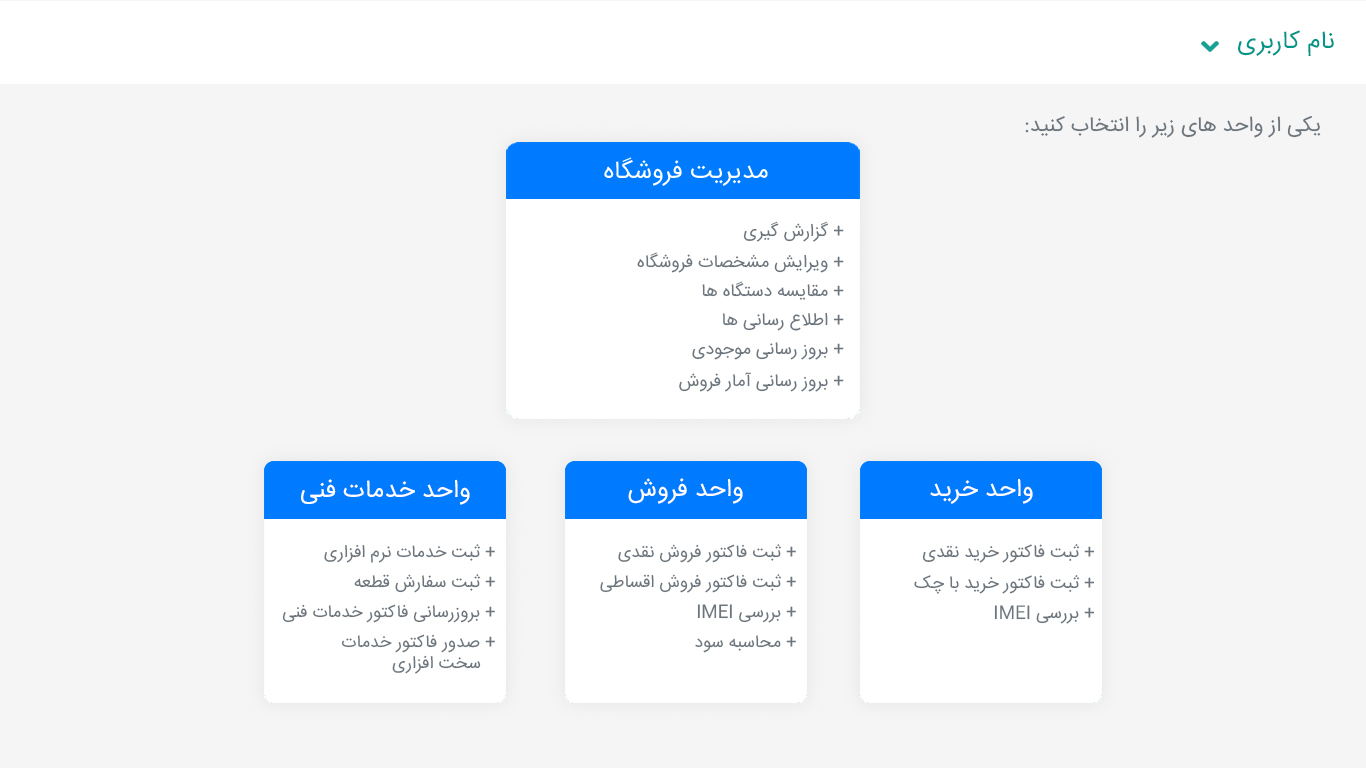 نام کاربری
یکی از واحد های زیر را انتخاب کنید:
مدیریت فروشگاه
+ گزارش گیری
+ ویرایش مشخصات فروشگاه
+ مقایسه دستگاه ها
+ اطلاع رسانی ها
+ بروز رسانی موجودی
+ بروز رسانی آمار فروش
واحد خرید
+ ثبت فاکتور خرید نقدی
+ ثبت فاکتور خرید با چک
+ بررسی IMEI
واحد فروش
+ ثبت فاکتور فروش نقدی
+ ثبت فاکتور فروش اقساطی
+ بررسی IMEI
+ محاسبه سود
واحد خدمات فنی
+ ثبت خدمات نرم افزاری
+ ثبت سفارش قطعه
+ بروزرسانی فاکتور خدمات فنی
+ صدور فاکتور خدمات
سخت افزاری